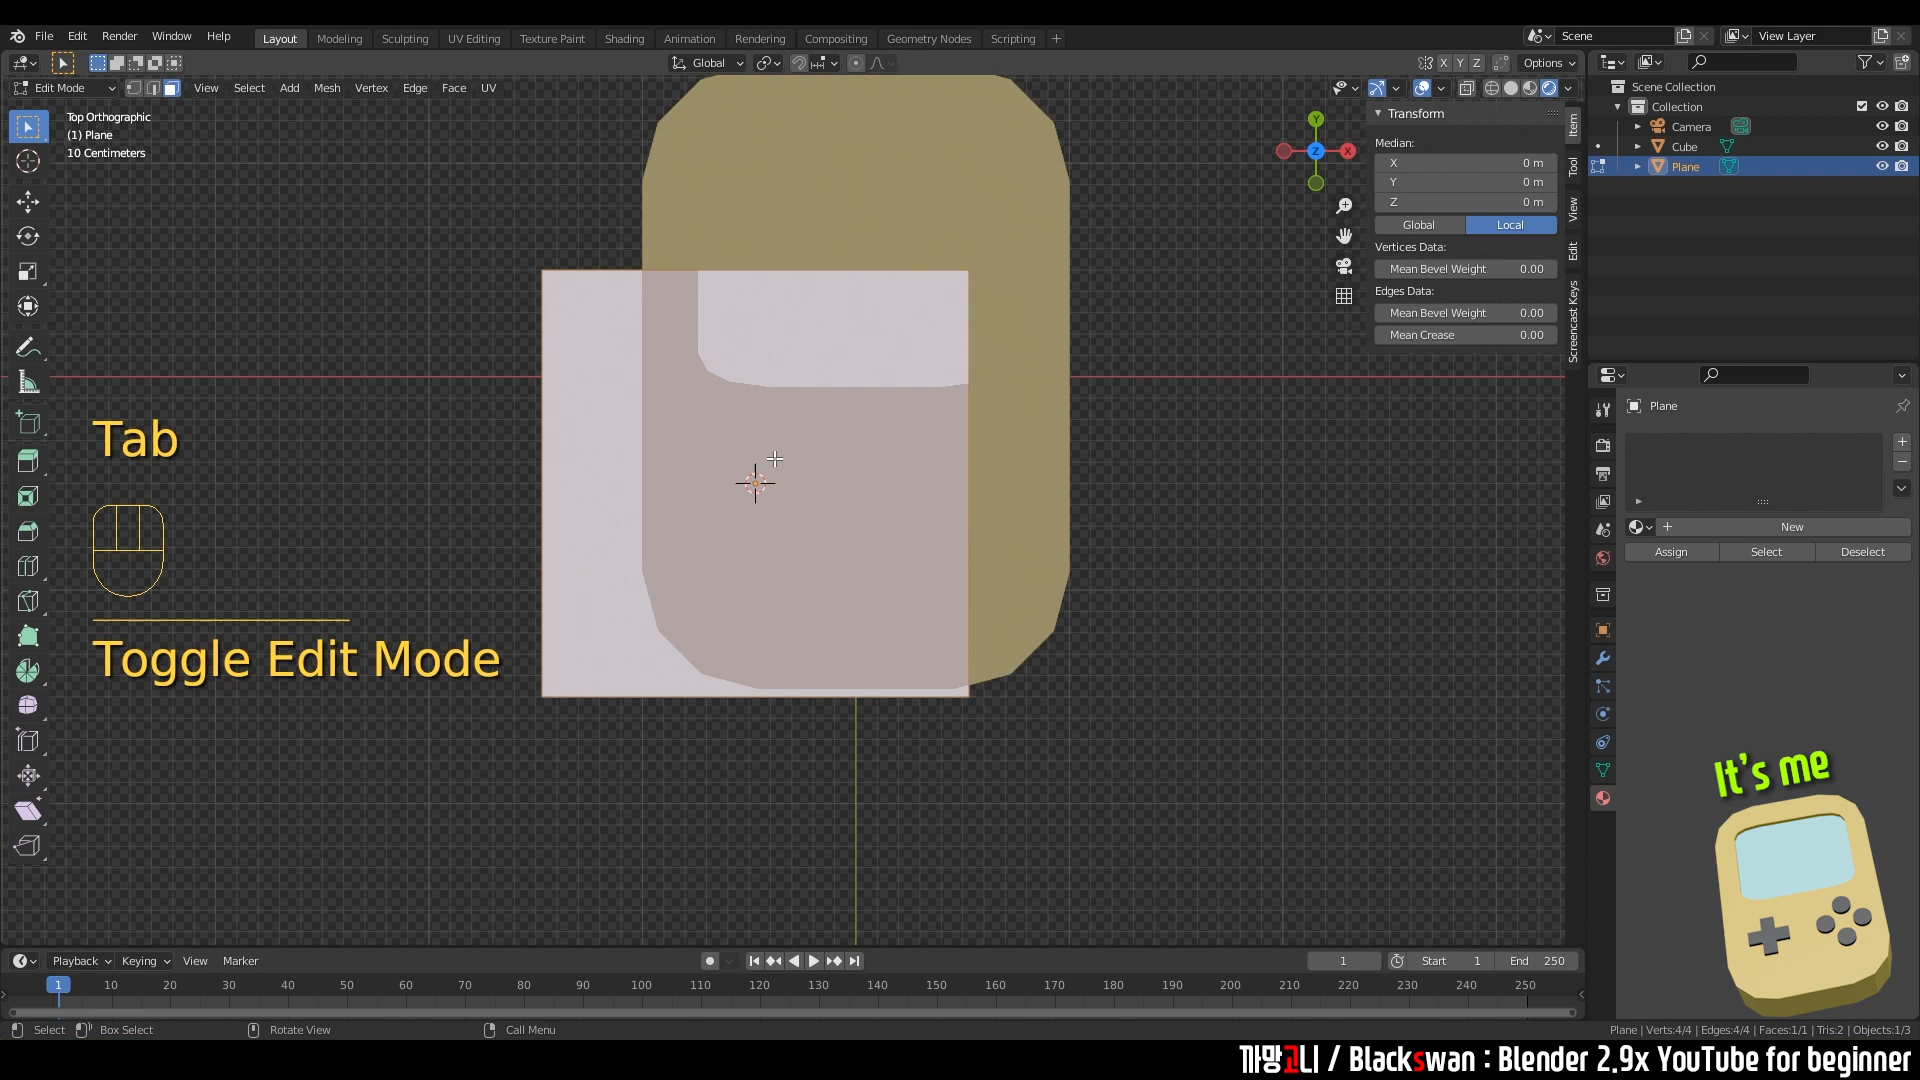 File Edit Render Window Help Layout Modeling Sculpting UV Editing Texture Paint Shading Animation Rendering Compositing Geometry Nodes Scripting + Scene View Layer
Global X Y Z Options
Edit Mode View Select Add Mesh Vertex Edge Face UV
Top Orthographic
(1) Plane
10 Centimeters
Y
Z
X
Transform
Median:
X 0 m
Y 0 m
Z 0 m
Global Local
Vertices Data:
Mean Bevel Weight 0.00
Edges Data:
Mean Bevel Weight 0.00
Mean Crease 0.00
Item
Tool
View
Edit
Screencast Keys
Scene Collection
Collection
Camera
Cube
Plane
Plane
New
Assign Select Deselect
Tab
Toggle Edit Mode
It's me
Playback Keying View Marker 1 Start 1 End 250
1 10 20 30 40 50 60 70 80 90 100 110 120 130 140 150 160 170 180 190 200 210 220 230 240 250
Select Box Select Rotate View Call Menu Plane | Verts:4/4 | Edges:4/4 | Faces:1/1 | Tris:2 | Objects:1/3
까망고니 / Blackswan : Blender 2.9x YouTube for beginner